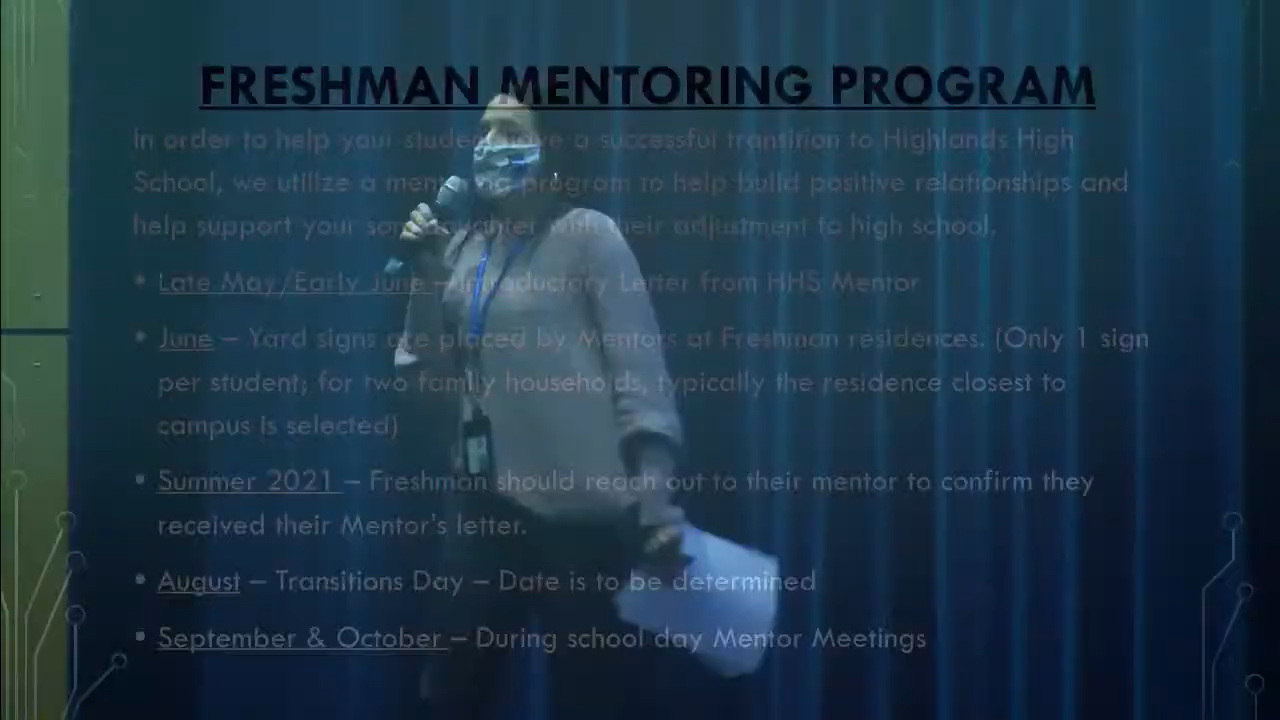 FRESHMAN MENTORING PROGRAM
In order to help your student have a successful transition to Highlands High
School, we utilize a mentoring program to help build positive relationships and
help support your son/daughter with their adjustment to high school.
• Late May/Early June – Introductory Letter from HHS Mentor
• June – Yard signs are placed by Mentors at Freshman residences. (Only 1 sign
per student; for two family households, typically the residence closest to
campus is selected)
• Summer 2021 – Freshman should reach out to their mentor to confirm they
received their Mentor's letter.
• August – Transitions Day – Date is to be determined
• September & October – During school day Mentor Meetings